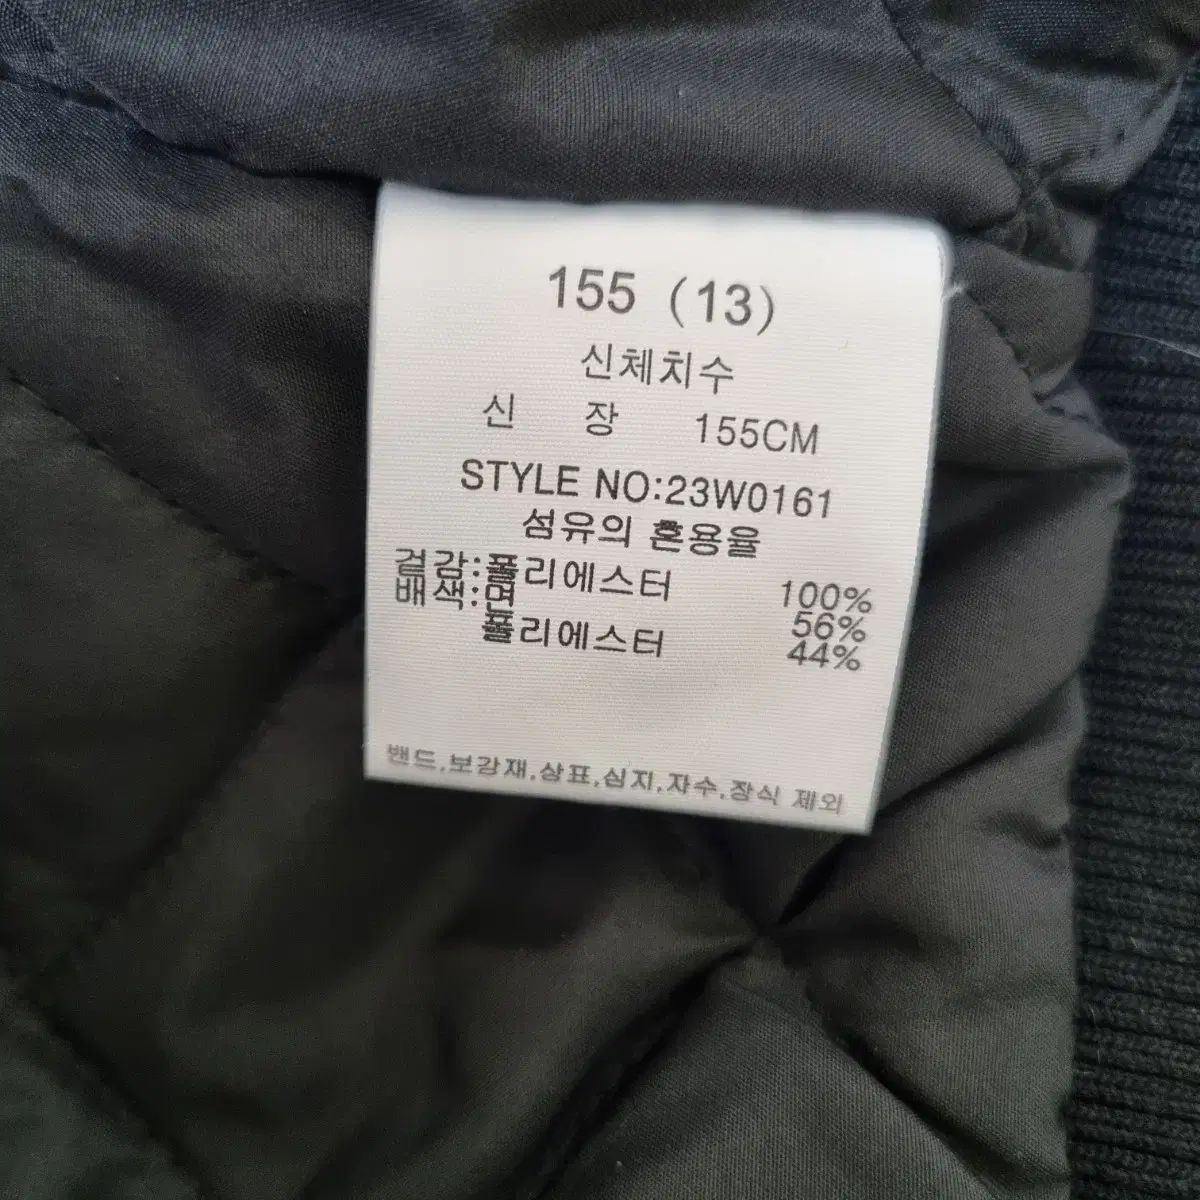 155 (13)
신체치수
신 장 155CM
STYLE NO:23W0161
섬유의 혼용율
겉감:폴리에스터 100%
배색:면 56%
폴리에스터 44%
밴드,보강재,상표,심지,자수,장식 제외